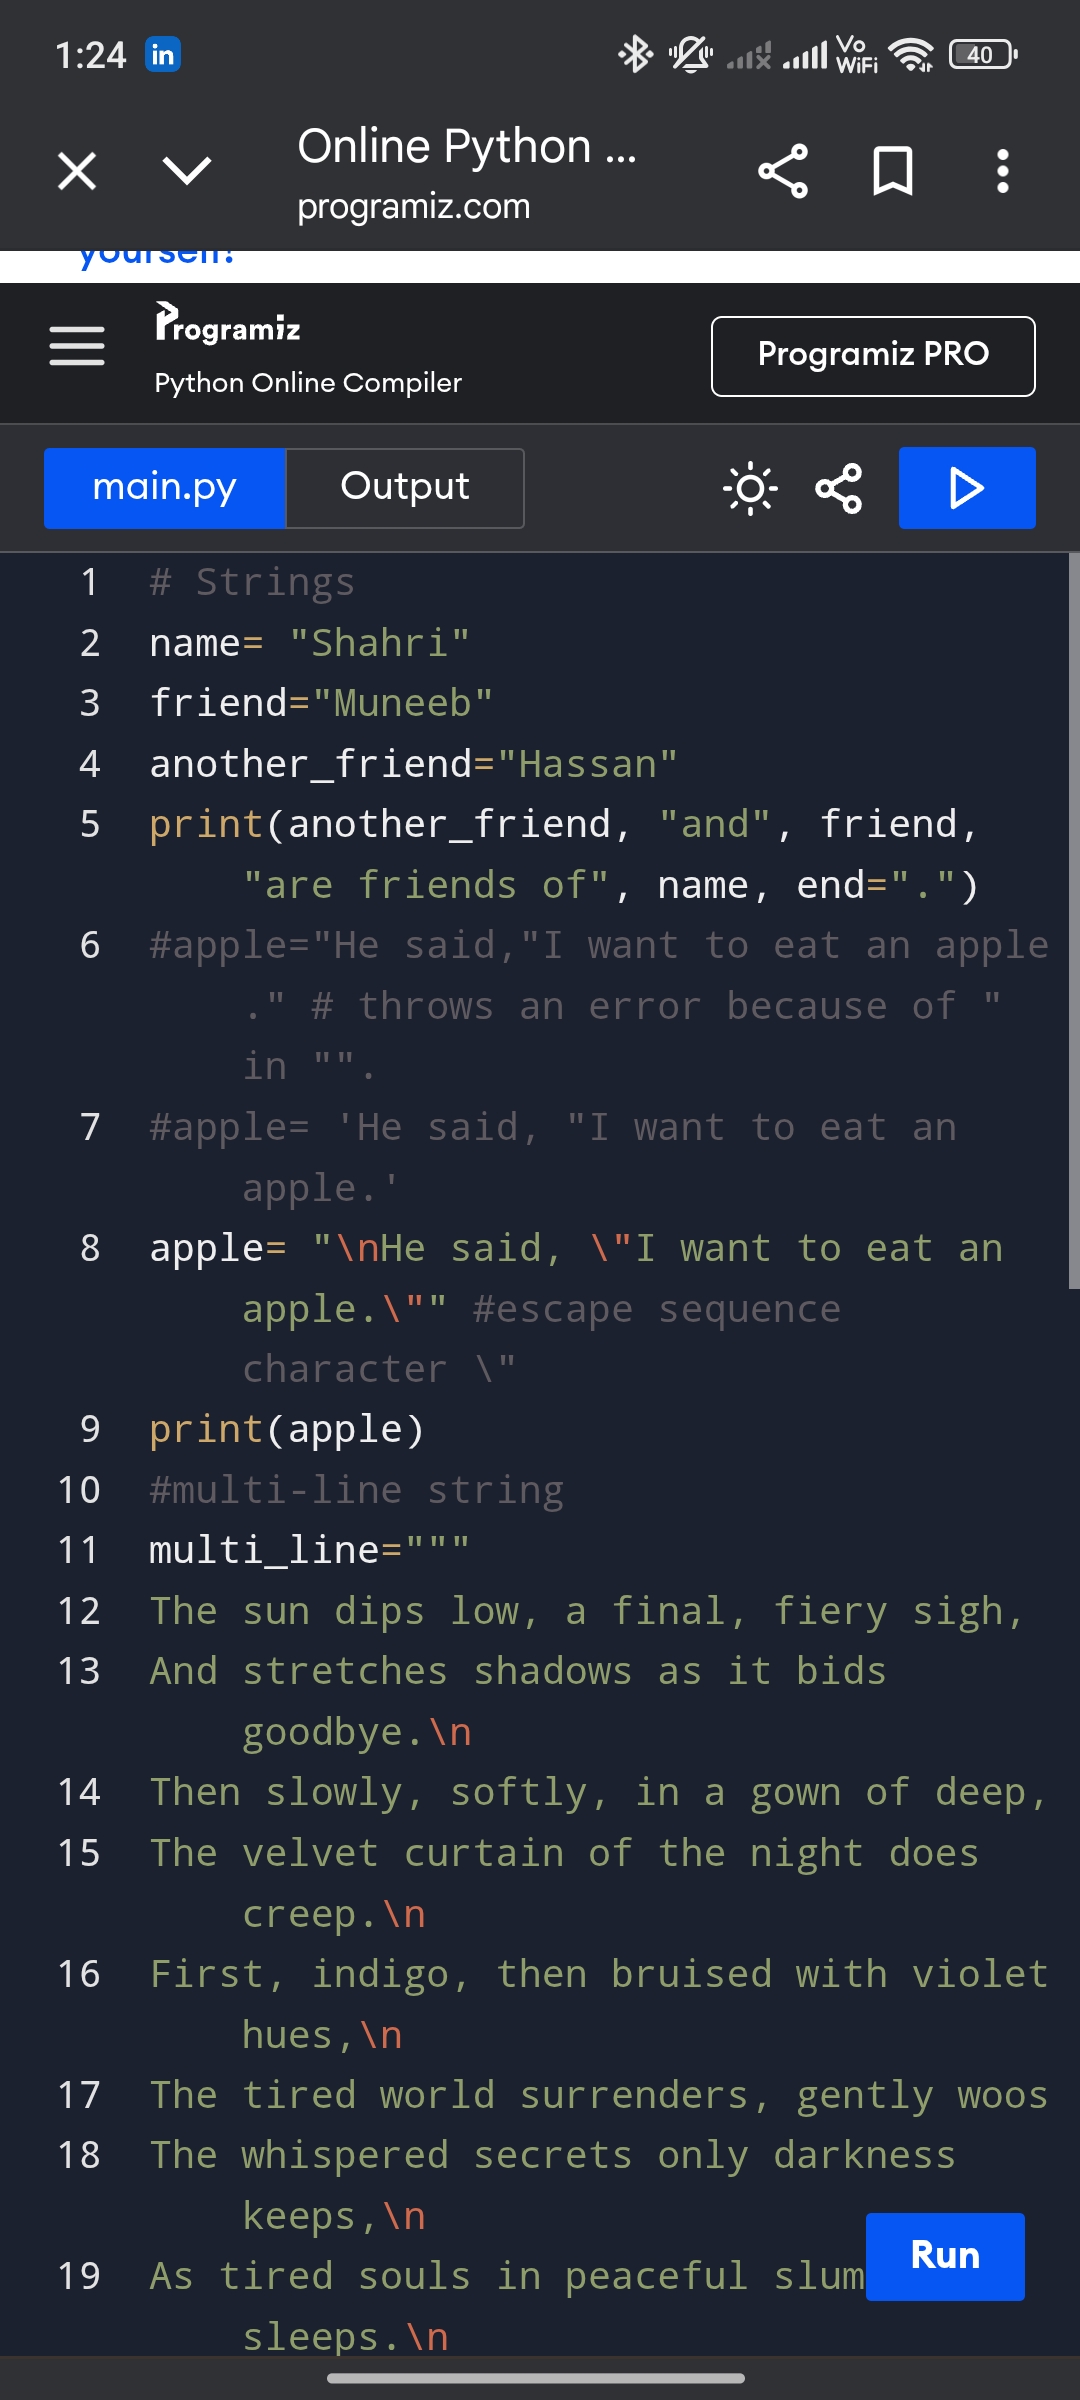 1:24 in Vo WiFi 40
Online Python ...
programiz.com
yourself!
Programiz
Python Online Compiler
Programiz PRO
main.py Output
1 # Strings
2 name= "Shahri"
3 friend="Muneeb"
4 another_friend="Hassan"
5 print(another_friend, "and", friend,
"are friends of", name, end=".")
6 #apple="He said,"I want to eat an apple
." # throws an error because of "
in "".
7 #apple= 'He said, "I want to eat an
apple.'
8 apple= "\nHe said, \"I want to eat an
apple.\"" #escape sequence
character \"
9 print(apple)
10 #multi-line string
11 multi_line="""
12 The sun dips low, a final, fiery sigh,
13 And stretches shadows as it bids
goodbye.\n
14 Then slowly, softly, in a gown of deep,
15 The velvet curtain of the night does
creep.\n
16 First, indigo, then bruised with violet
hues,\n
17 The tired world surrenders, gently woos
18 The whispered secrets only darkness
keeps,\n
19 As tired souls in peaceful slum
sleeps.\n
Run